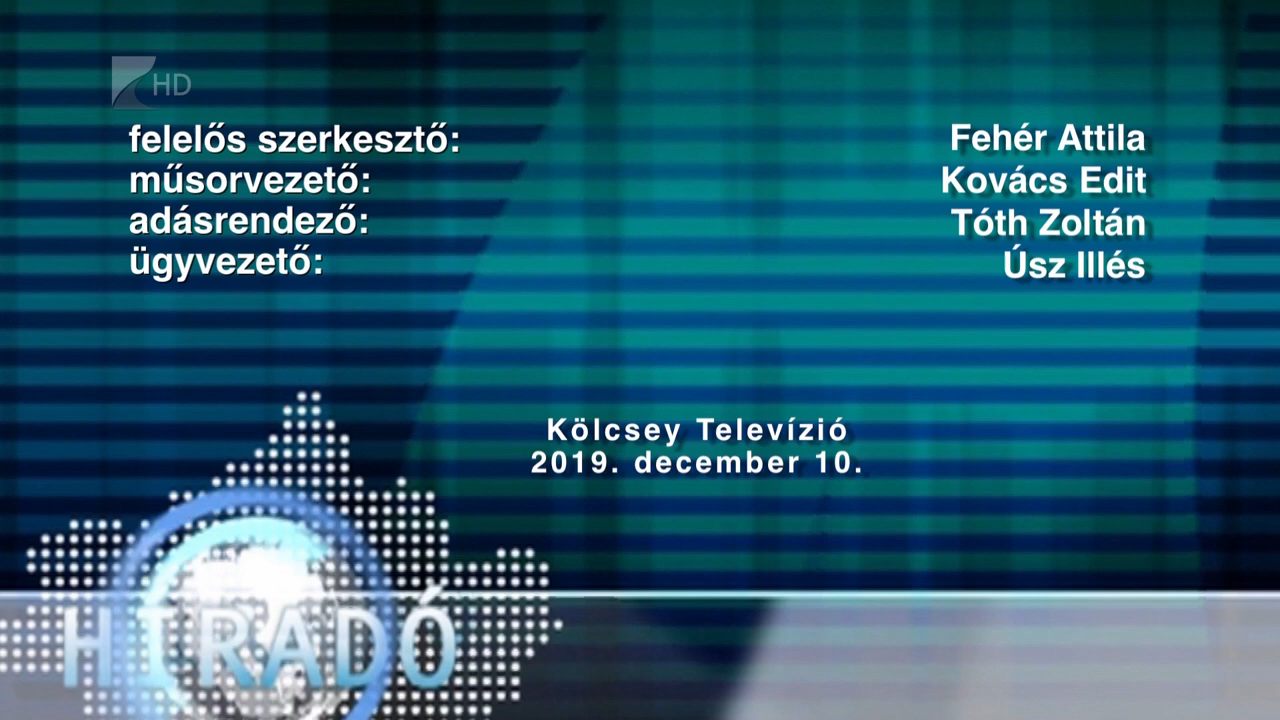 HD
felelős szerkesztő: Fehér Attila
műsorvezető: Kovács Edit
adásrendező: Tóth Zoltán
ügyvezető: Úsz Illés
Kölcsey Televízió
2019. december 10.
HÍRADÓ